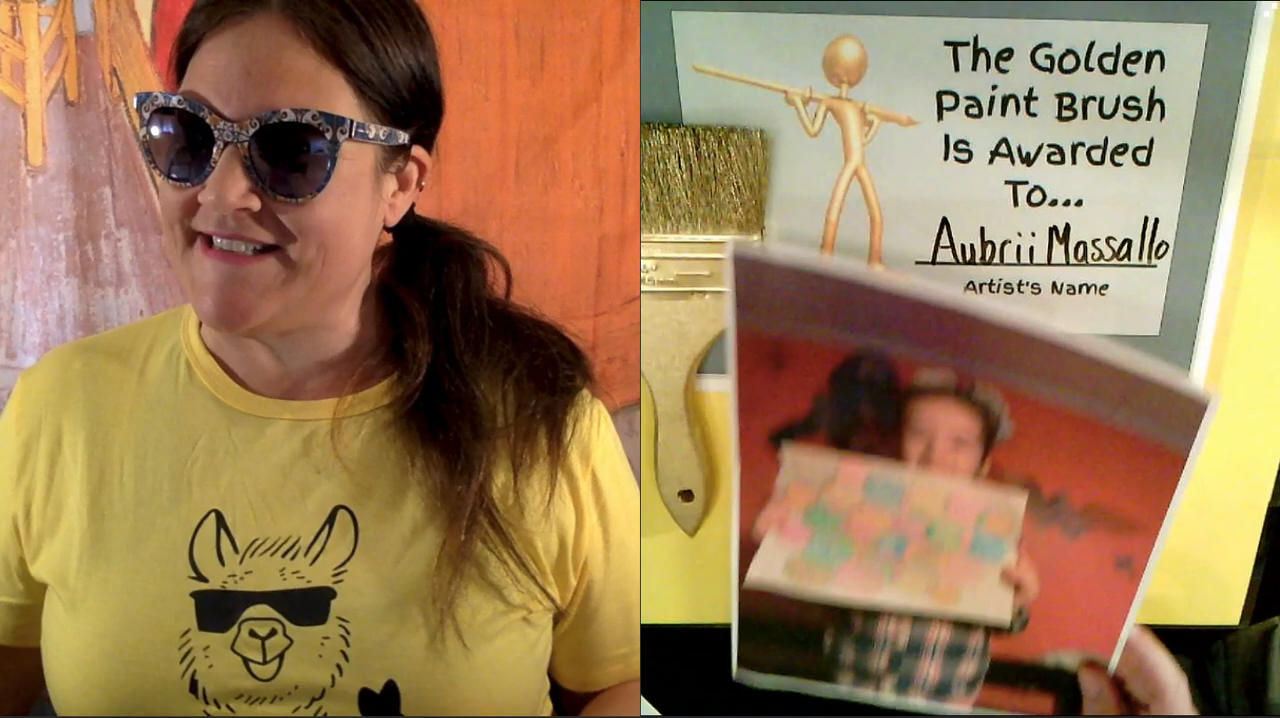 The Golden
Paint Brush
Is Awarded
To...
Aubrii Massallo
Artist's Name